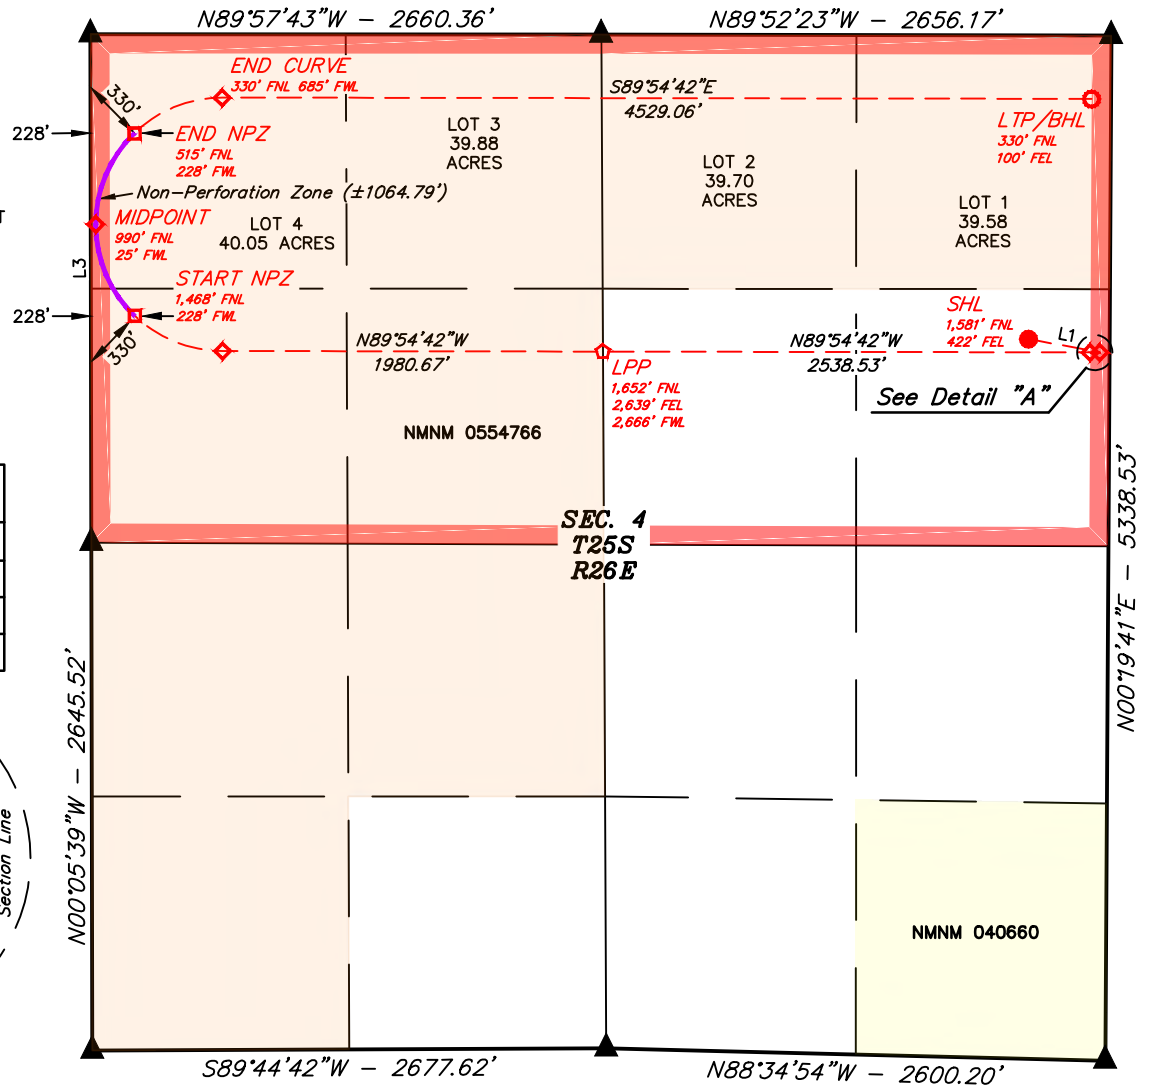 N89°57'43"W - 2660.36'
N89°52'23"W - 2656.17'
END CURVE
330' FNL 685' FWL
S89°54'42"E
4529.06'
330'
228'
END NPZ
515' FNL
228' FWL
LOT 3
39.88
ACRES
LTP/BHL
330' FNL
100' FEL
LOT 2
39.70
ACRES
Non-Perforation Zone (±1064.79')
LOT 1
39.58
ACRES
T
MIDPOINT
990' FNL
25' FWL
LOT 4
40.05 ACRES
L3
START NPZ
1,468' FNL
228' FWL
228'
330'
N89°54'42"W
1980.67'
SHL
1,581' FNL
422' FEL
L1
N89°54'42"W
2538.53'
LPP
1,652' FNL
2,639' FEL
2,666' FWL
See Detail "A"
NMNM 0554766
SEC. 4
T25S
R26E
N00°19'41"E - 5338.53'
N00°05'39"W - 2645.52'
Section Line
NMNM 040660
S89°44'42"W - 2677.62'
N88°34'54"W - 2600.20'